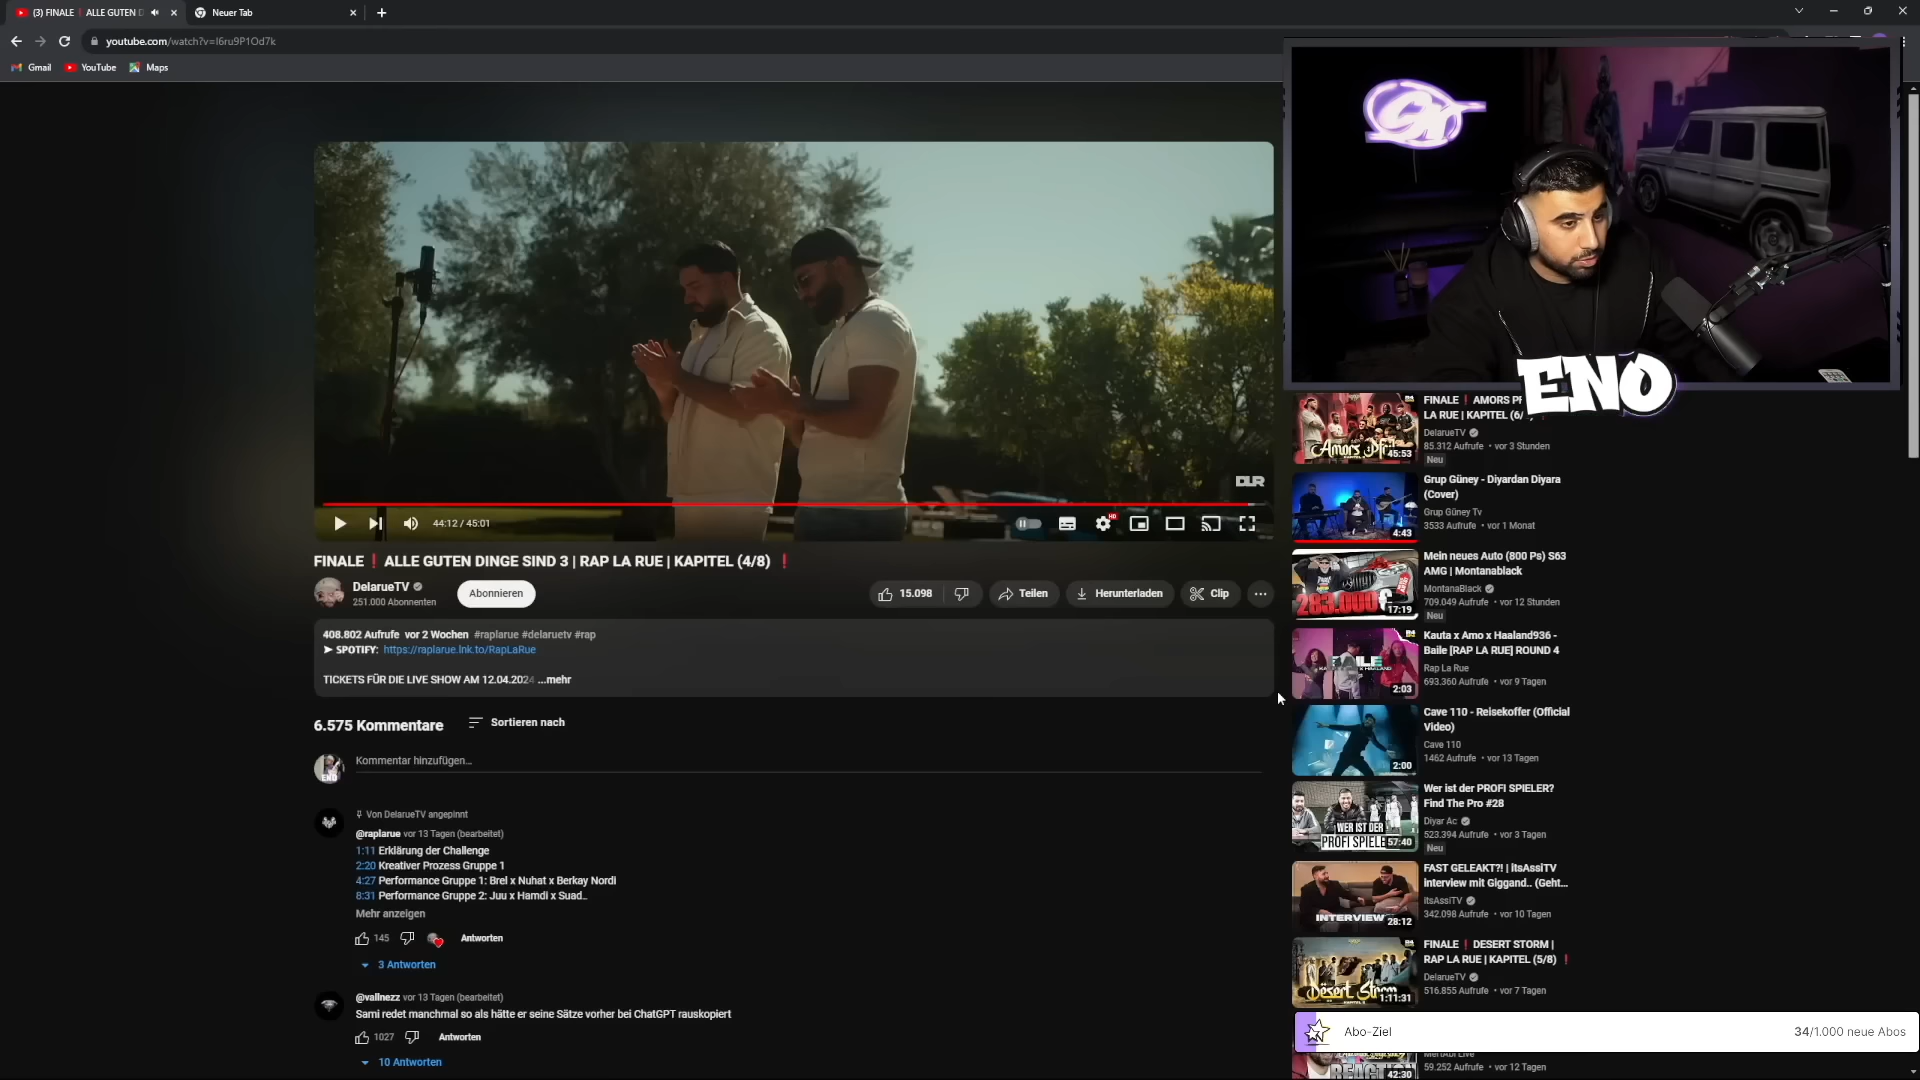 (3) FINALE❗ALLE GUTEN D
Neuer Tab
youtube.com/watch?v=I6ru9P1Od7k
Gmail
YouTube
Maps
DLR
44:12 / 45:01
HD
FINALE❗ALLE GUTEN DINGE SIND 3 | RAP LA RUE | KAPITEL (4/8) ❗
DelarueTV
251.000 Abonnenten
Abonnieren
15.098
Teilen
Herunterladen
Clip
408.802 Aufrufe vor 2 Wochen #raplarue #delaruetv #rap
➤ SPOTIFY: https://raplarue.lnk.to/RapLaRue
TICKETS FÜR DIE LIVE SHOW AM 12.04.2024 ...mehr
6.575 Kommentare
Sortieren nach
ENO
Kommentar hinzufügen...
Von DelarueTV angepinnt
@raplarue vor 13 Tagen (bearbeitet)
1:11 Erklärung der Challenge
2:20 Kreativer Prozess Gruppe 1
4:27 Performance Gruppe 1: Brel x Nuhat x Berkay Nordi
8:31 Performance Gruppe 2: Juu x Hamdi x Suad...
Mehr anzeigen
145
Antworten
3 Antworten
@vallnezz vor 13 Tagen (bearbeitet)
Sami redet manchmal so als hätte er seine Sätze vorher bei ChatGPT rauskopiert
1027
Antworten
10 Antworten
ENO
FINALE❗AMORS
LA RUE | KAPITEL (6/
DelarueTV
85.312 Aufrufe • vor 3 Stunden
Neu
Amors Pfeil
45:53
Grup Güney - Diyardan Diyara
(Cover)
Grup Güney Tv
3533 Aufrufe • vor 1 Monat
4:43
Mein neues Auto (800 Ps) S63
AMG | Montanablack
MontanaBlack
709.049 Aufrufe • vor 12 Stunden
Neu
283.000€
17:19
Kauta x Amo x Haaland936 -
Baile [RAP LA RUE] ROUND 4
Rap La Rue
693.360 Aufrufe • vor 9 Tagen
2:03
Cave 110 - Reisekoffer (Official
Video)
Cave 110
1462 Aufrufe • vor 13 Tagen
2:00
Wer ist der PROFI SPIELER?
Find The Pro #28
Diyar Ac
523.394 Aufrufe • vor 3 Tagen
Neu
WER IST DER
PROFI SPIELE
57:40
FAST GELEAKT?! | itsAssiTV
interview mit Giggand.. (Geht...
itsAssiTV
342.098 Aufrufe • vor 10 Tagen
INTERVIEW
28:12
FINALE❗DESERT STORM |
RAP LA RUE | KAPITEL (5/8) ❗
DelarueTV
516.855 Aufrufe • vor 7 Tagen
Desert Storm
1:11:31
Abo-Ziel
34/1.000 neue Abos
MertAbi Live
59.252 Aufrufe • vor 12 Tagen
REACTION
42:30